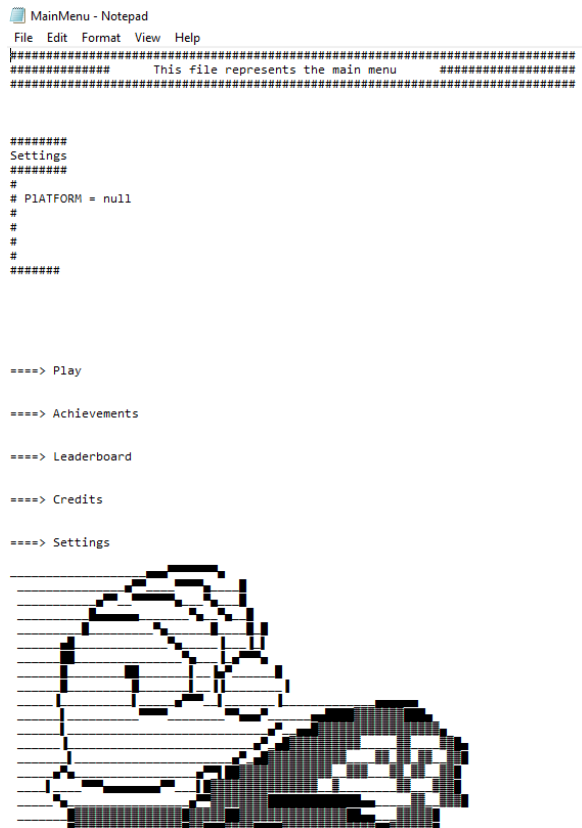 MainMenu - Notepad
File Edit Format View Help
###############################################################################
##############      This file represents the main menu      ###################
###############################################################################
########
Settings
########
#
# PlATFORM = null
#
#
#
#
#######
====> Play
====> Achievements
====> Leaderboard
====> Credits
====> Settings